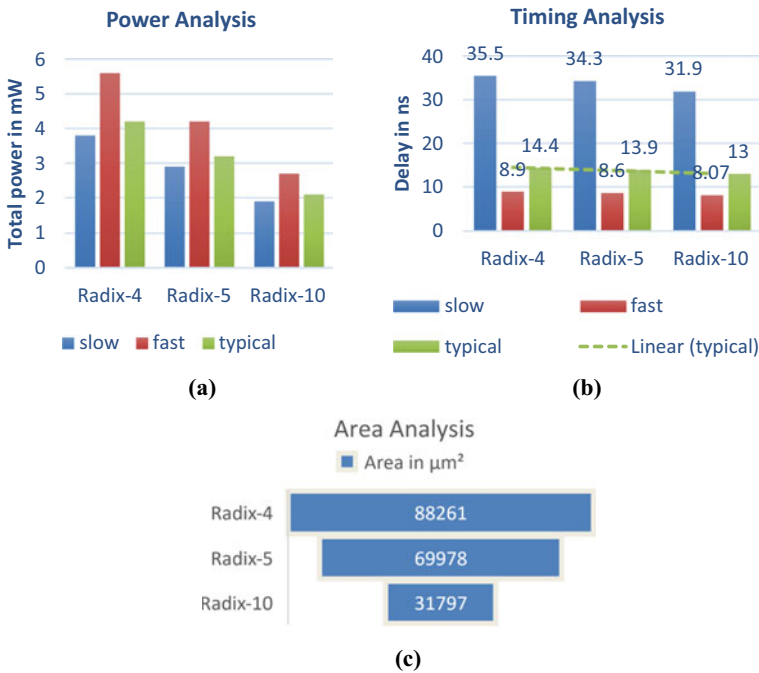 Power Analysis
Total power in mW
6
5
4
3
2
1
0
Radix-4 Radix-5 Radix-10
slow fast typical
(a)
Timing Analysis
Delay in ns
40
30
20
10
0
35.5 34.3 31.9
14.4 13.9 13
8.9 8.6 8.07
Radix-4 Radix-5 Radix-10
slow fast
typical Linear (typical)
(b)
Area Analysis
Area in µm²
Radix-4 88261
Radix-5 69978
Radix-10 31797
(c)